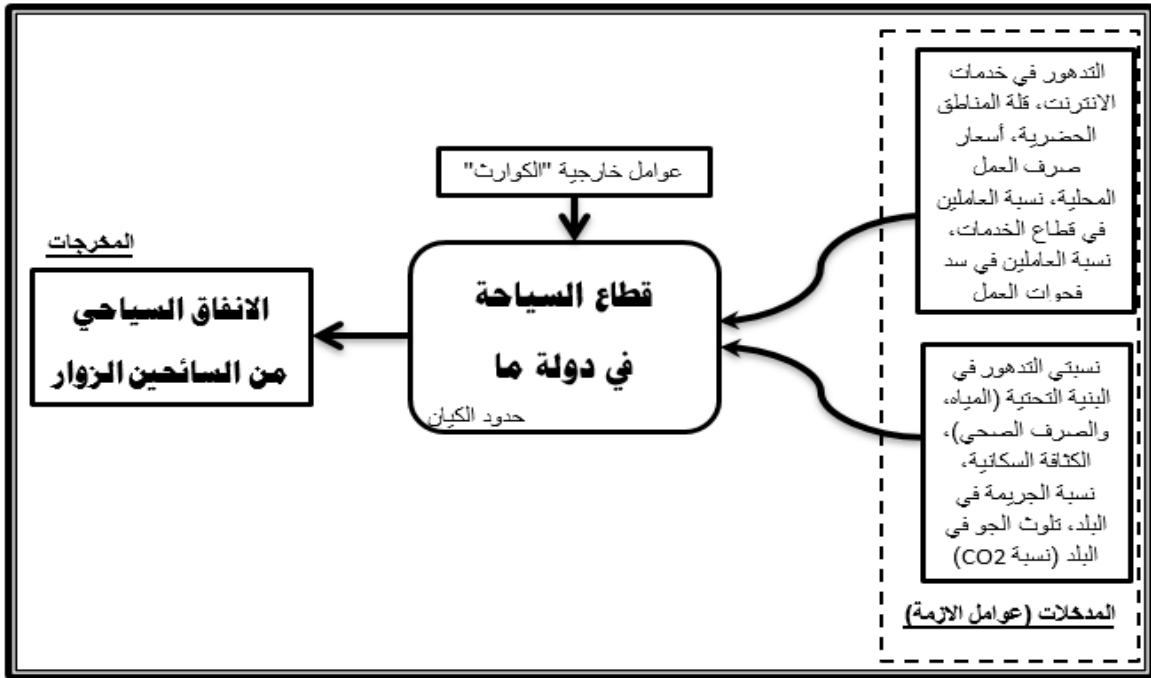 التدهور في خدمات
الانترنت، قلة المناطق
الحضرية، أسعار
صرف العمل
المحلية، نسبة العاملين
في قطاع الخدمات،
نسبة العاملين في سد
فجوات العمل
نسبتي التدهور في
البنية التحتية (المياه،
والصرف الصحي)،
الكثافة السكانية،
نسبة الجريمة في
البلد، تلوث الجو في
البلد (نسبة CO2)
المدخلات (عوامل الازمة)
عوامل خارجية "الكوارث"
قطاع السياحة
في دولة ما
حدود الكيان
المخرجات
الانفاق السياحي
من السائحين الزوار